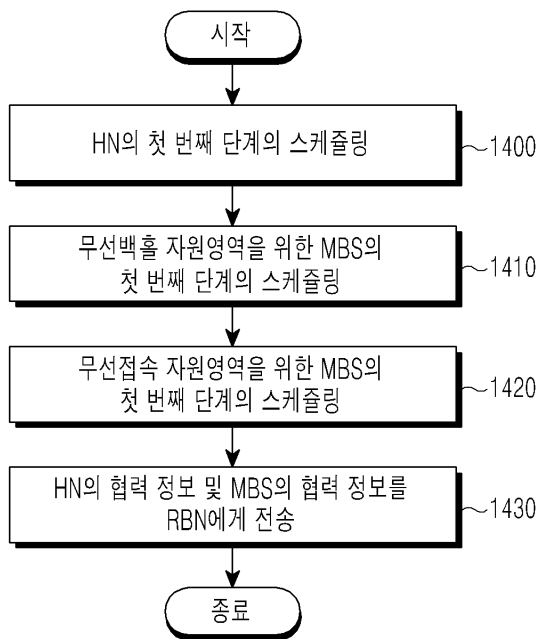 시작
HN의 첫 번째 단계의 스케쥴링
1400
무선백홀 자원영역을 위한 MBS의
첫 번째 단계의 스케쥴링
1410
무선접속 자원영역을 위한 MBS의
첫 번째 단계의 스케쥴링
1420
HN의 협력 정보 및 MBS의 협력 정보를
RBN에게 전송
1430
종료